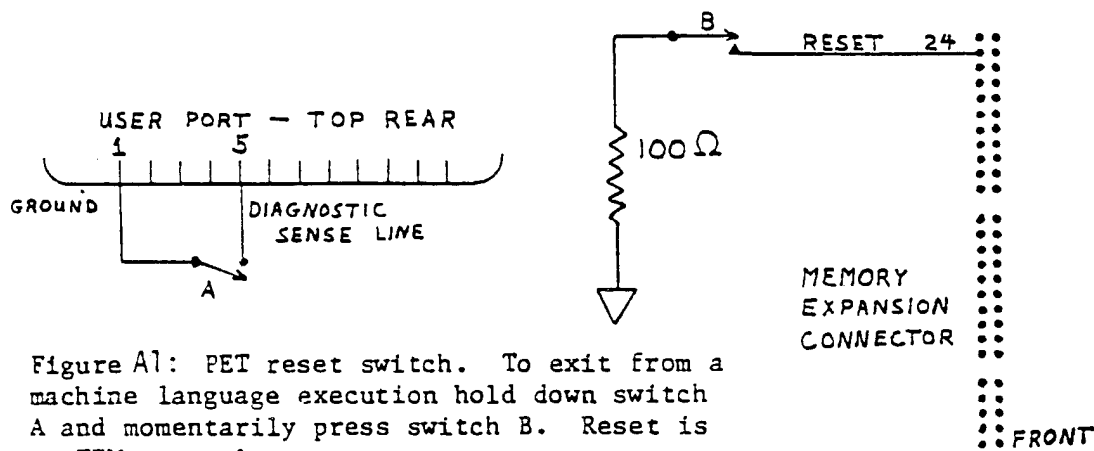 USER PORT — TOP REAR
1 5
GROUND
DIAGNOSTIC
SENSE LINE
A
B
RESET 24
100 Ω
MEMORY
EXPANSION
CONNECTOR
FRONT
Figure A1: PET reset switch. To exit from a
machine language execution hold down switch
A and momentarily press switch B. Reset is